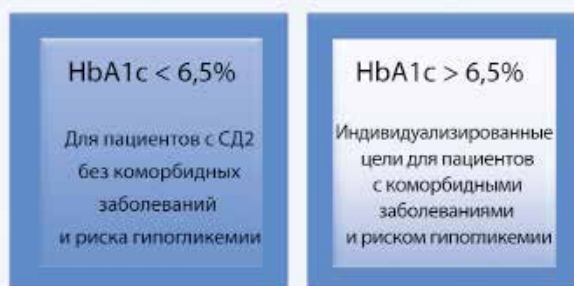 HbA1c < 6,5%
Для пациентов с СД2
без коморбидных
заболеваний
и риска гипогликемии
HbA1c > 6,5%
Индивидуализированные
цели для пациентов
с коморбидными
заболеваниями
и риском гипогликемии